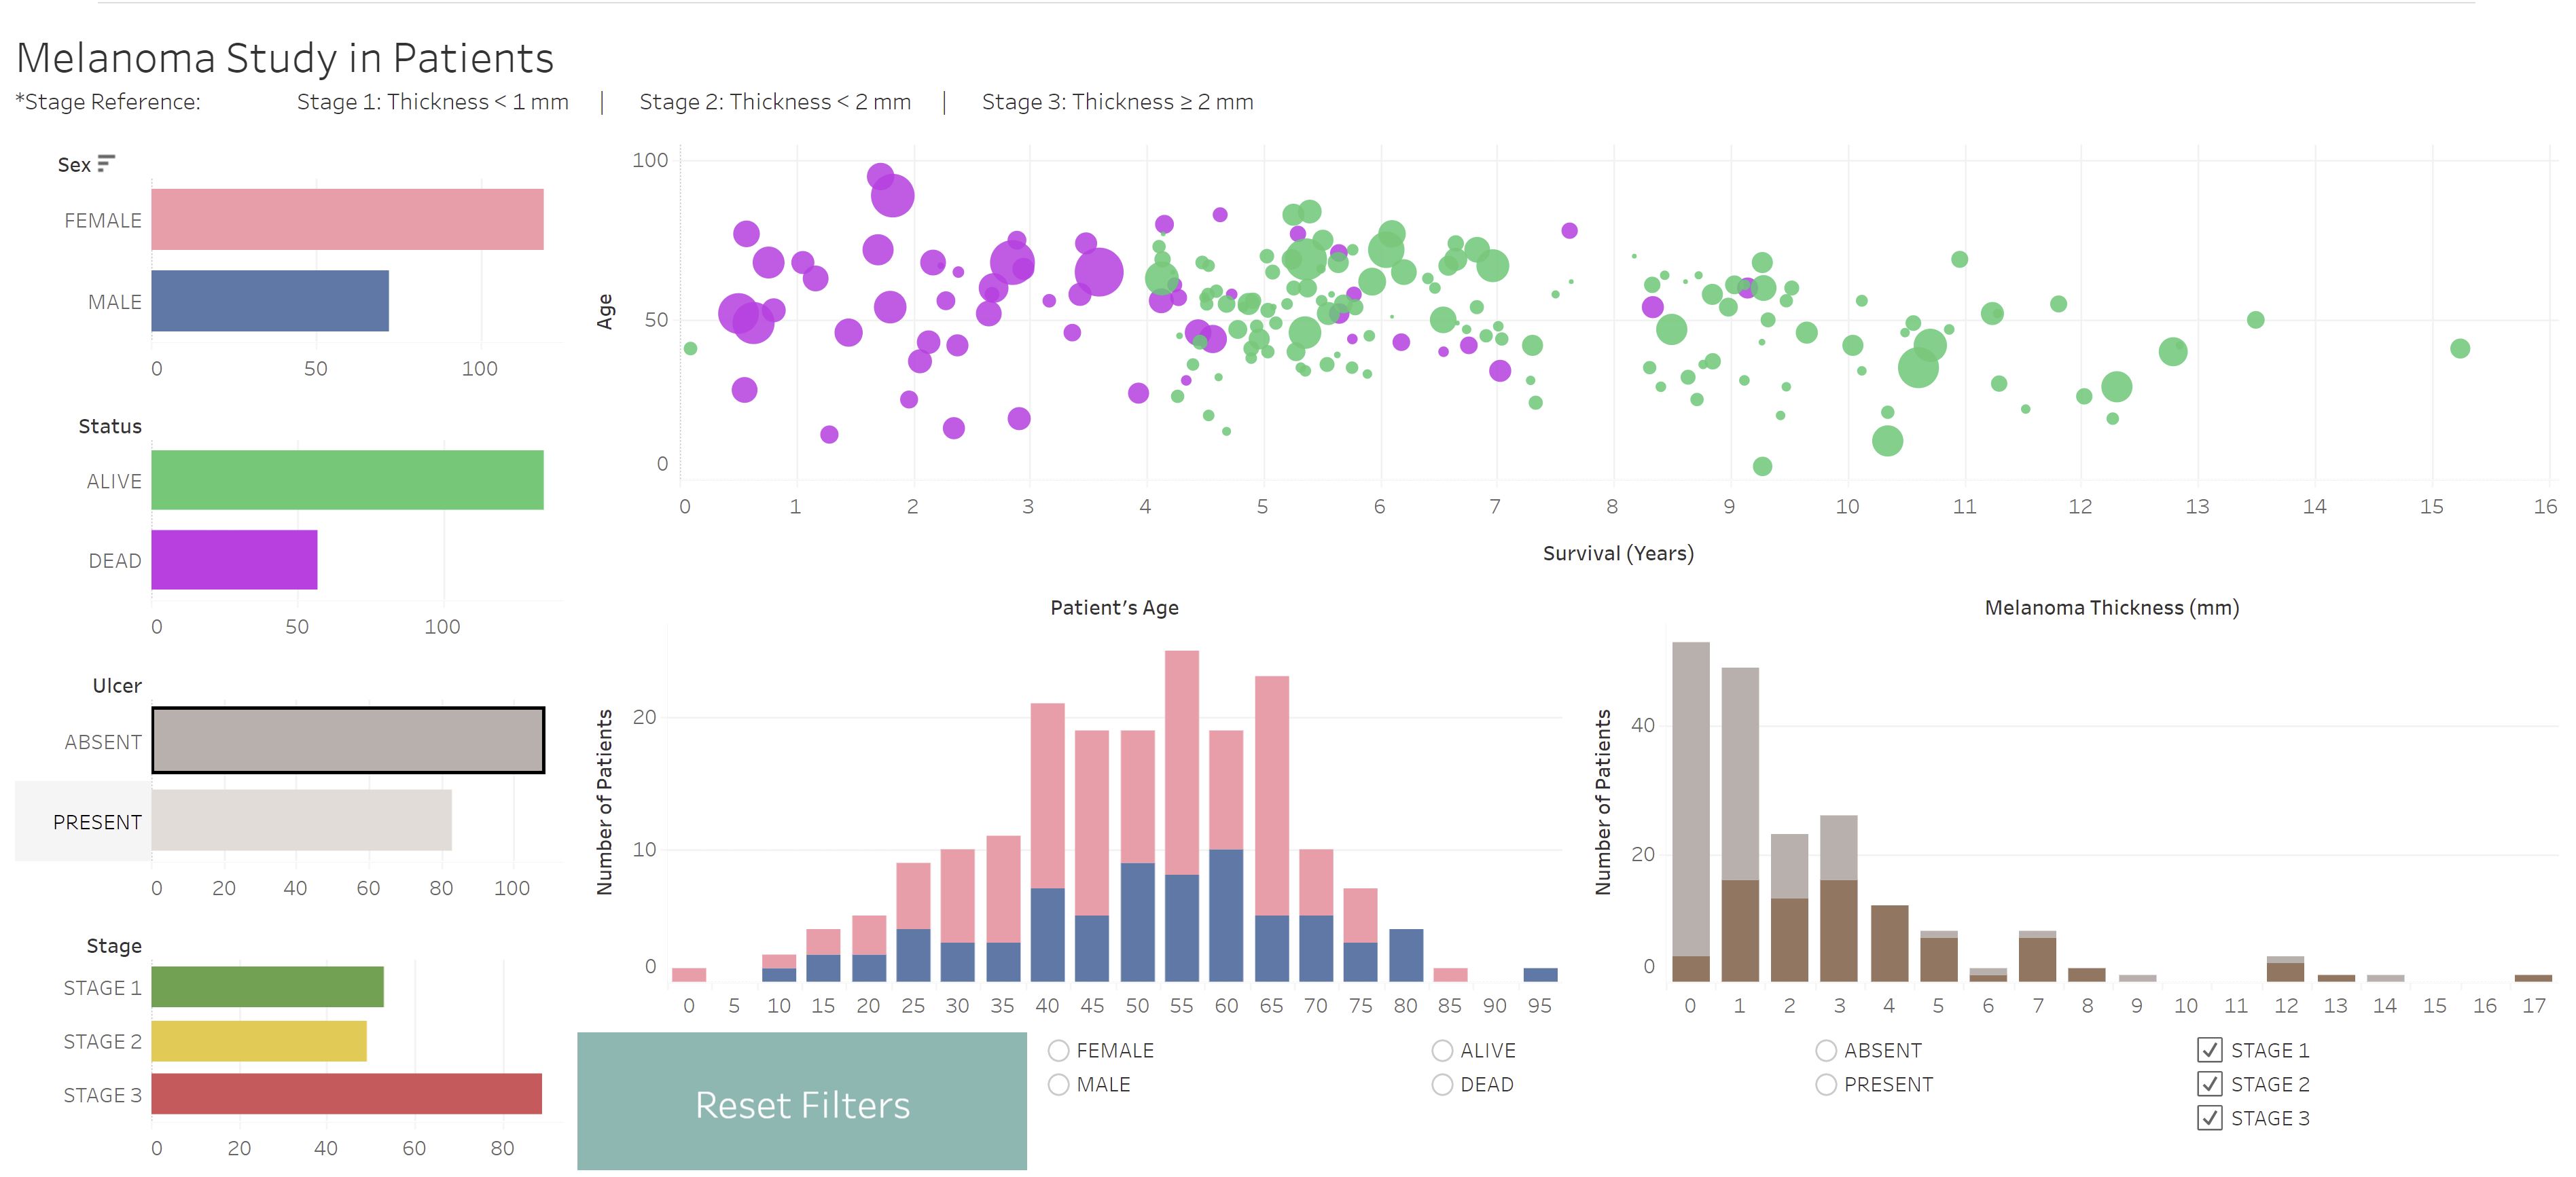 Melanoma Study in Patients
*Stage Reference: Stage 1: Thickness < 1 mm | Stage 2: Thickness < 2 mm | Stage 3: Thickness ≥ 2 mm
Sex
FEMALE
MALE
0 50 100
Status
ALIVE
DEAD
0 50 100
Ulcer
ABSENT
PRESENT
0 20 40 60 80 100
Stage
STAGE 1
STAGE 2
STAGE 3
0 20 40 60 80
Age
100
50
0
0 1 2 3 4 5 6 7 8 9 10 11 12 13 14 15 16
Survival (Years)
Patient's Age
Number of Patients
20
10
0
0 5 10 15 20 25 30 35 40 45 50 55 60 65 70 75 80 85 90 95
Melanoma Thickness (mm)
Number of Patients
40
20
0
0 1 2 3 4 5 6 7 8 9 10 11 12 13 14 15 16 17
Reset Filters
FEMALE
MALE
ALIVE
DEAD
ABSENT
PRESENT
STAGE 1
STAGE 2
STAGE 3